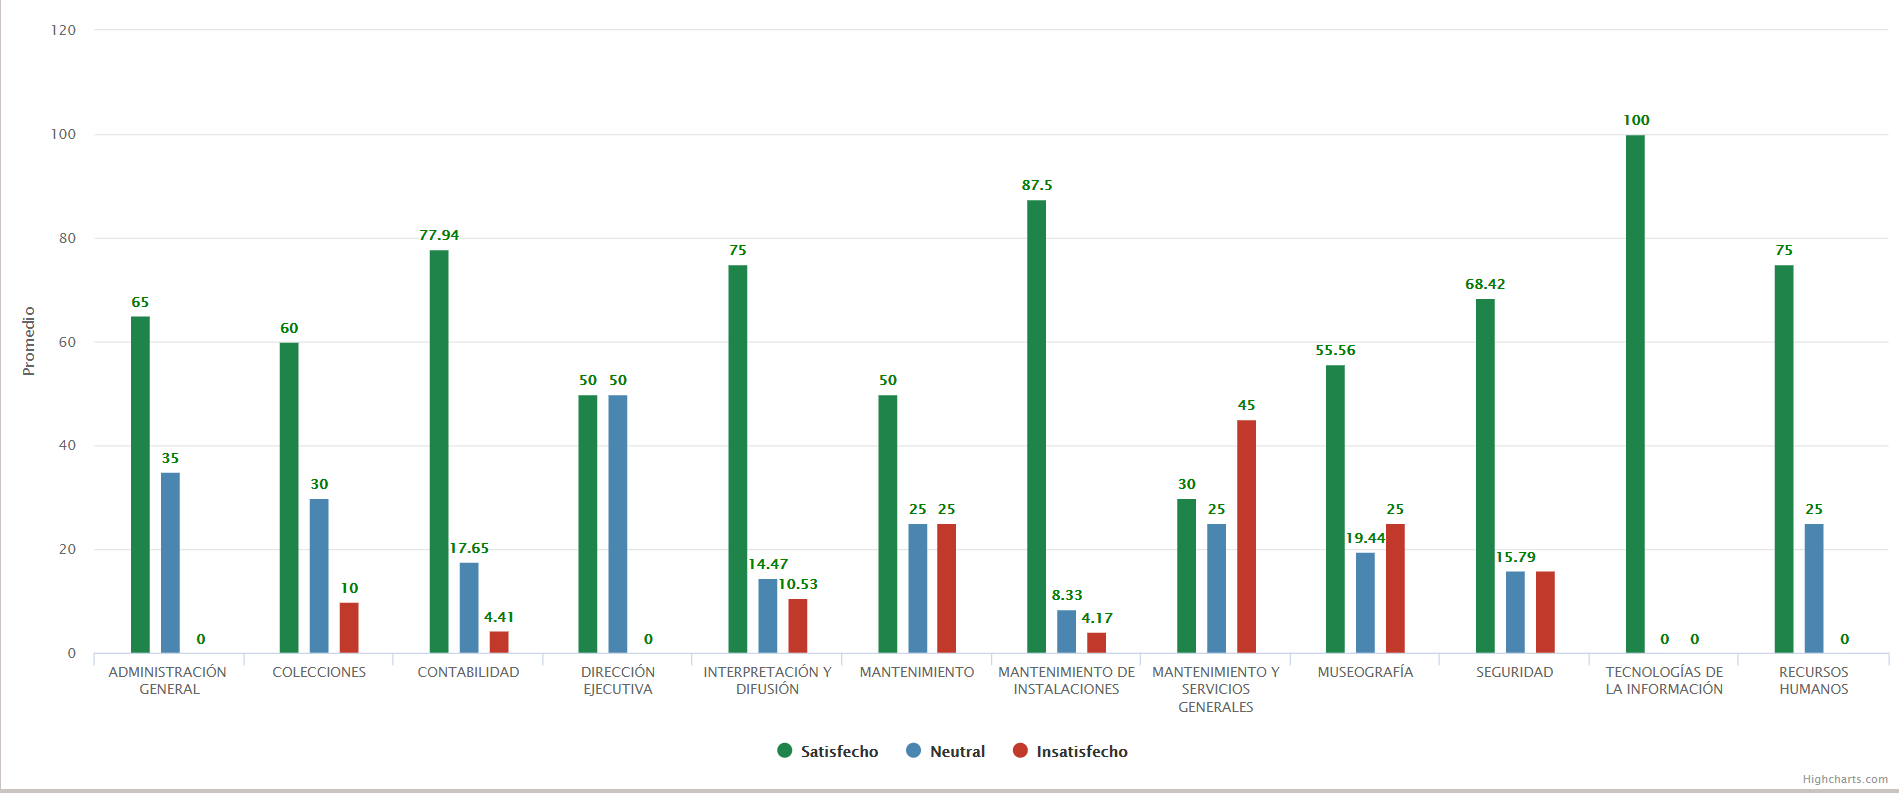 120
100
80
60
40
20
0
Promedio
65
35
0
60
30
10
77.94
17.65
4.41
50
50
0
75
14.47
10.53
50
25
25
87.5
8.33
4.17
30
25
45
55.56
19.44
25
68.42
15.79
100
0
0
75
25
0
ADMINISTRACIÓN
GENERAL
COLECCIONES
CONTABILIDAD
DIRECCIÓN
EJECUTIVA
INTERPRETACIÓN Y
DIFUSIÓN
MANTENIMIENTO
MANTENIMIENTO DE
INSTALACIONES
MANTENIMIENTO Y
SERVICIOS
GENERALES
MUSEOGRAFÍA
SEGURIDAD
TECNOLOGÍAS DE
LA INFORMACIÓN
RECURSOS
HUMANOS
Satisfecho
Neutral
Insatisfecho
Highcharts.com